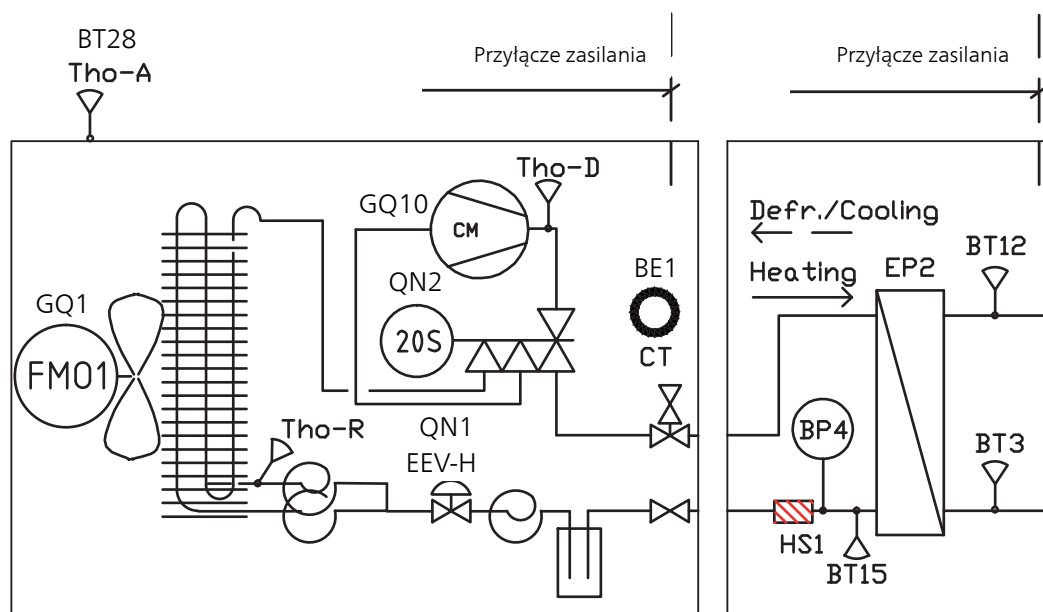 BT28
Tho-A
Przyłącze zasilania
Przyłącze zasilania
Tho-D
GQ10
CM
QN2
20S
BE1
CT
GQ1
FM01
Tho-R
QN1
EEV-H
Defr./Cooling
Heating
EP2
BT12
BP4
BT3
HS1
BT15